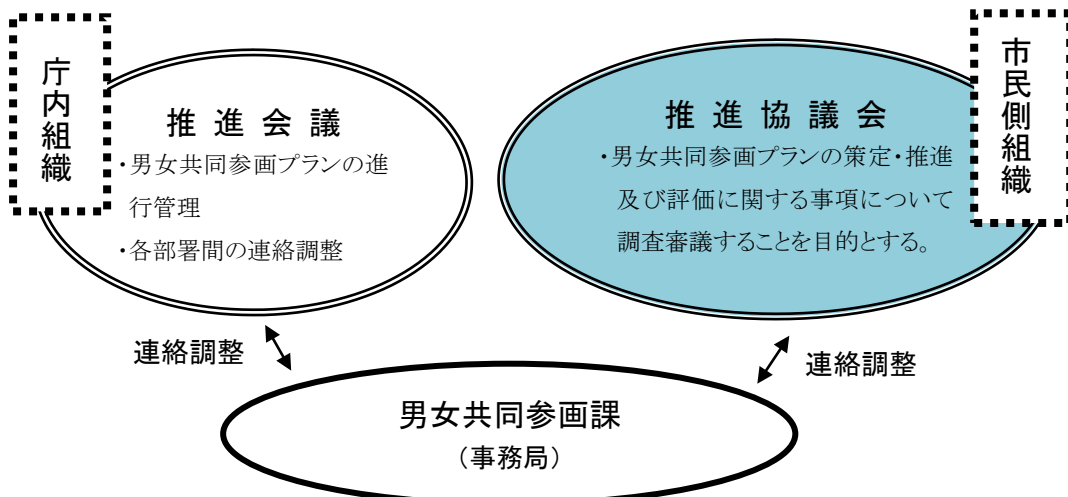 庁内組織
推進会議
・男女共同参画プランの進
行管理
・各部署間の連絡調整
市民側組織
推進協議会
・男女共同参画プランの策定・推進
及び評価に関する事項について
調査審議することを目的とする。
連絡調整
連絡調整
男女共同参画課
(事務局)